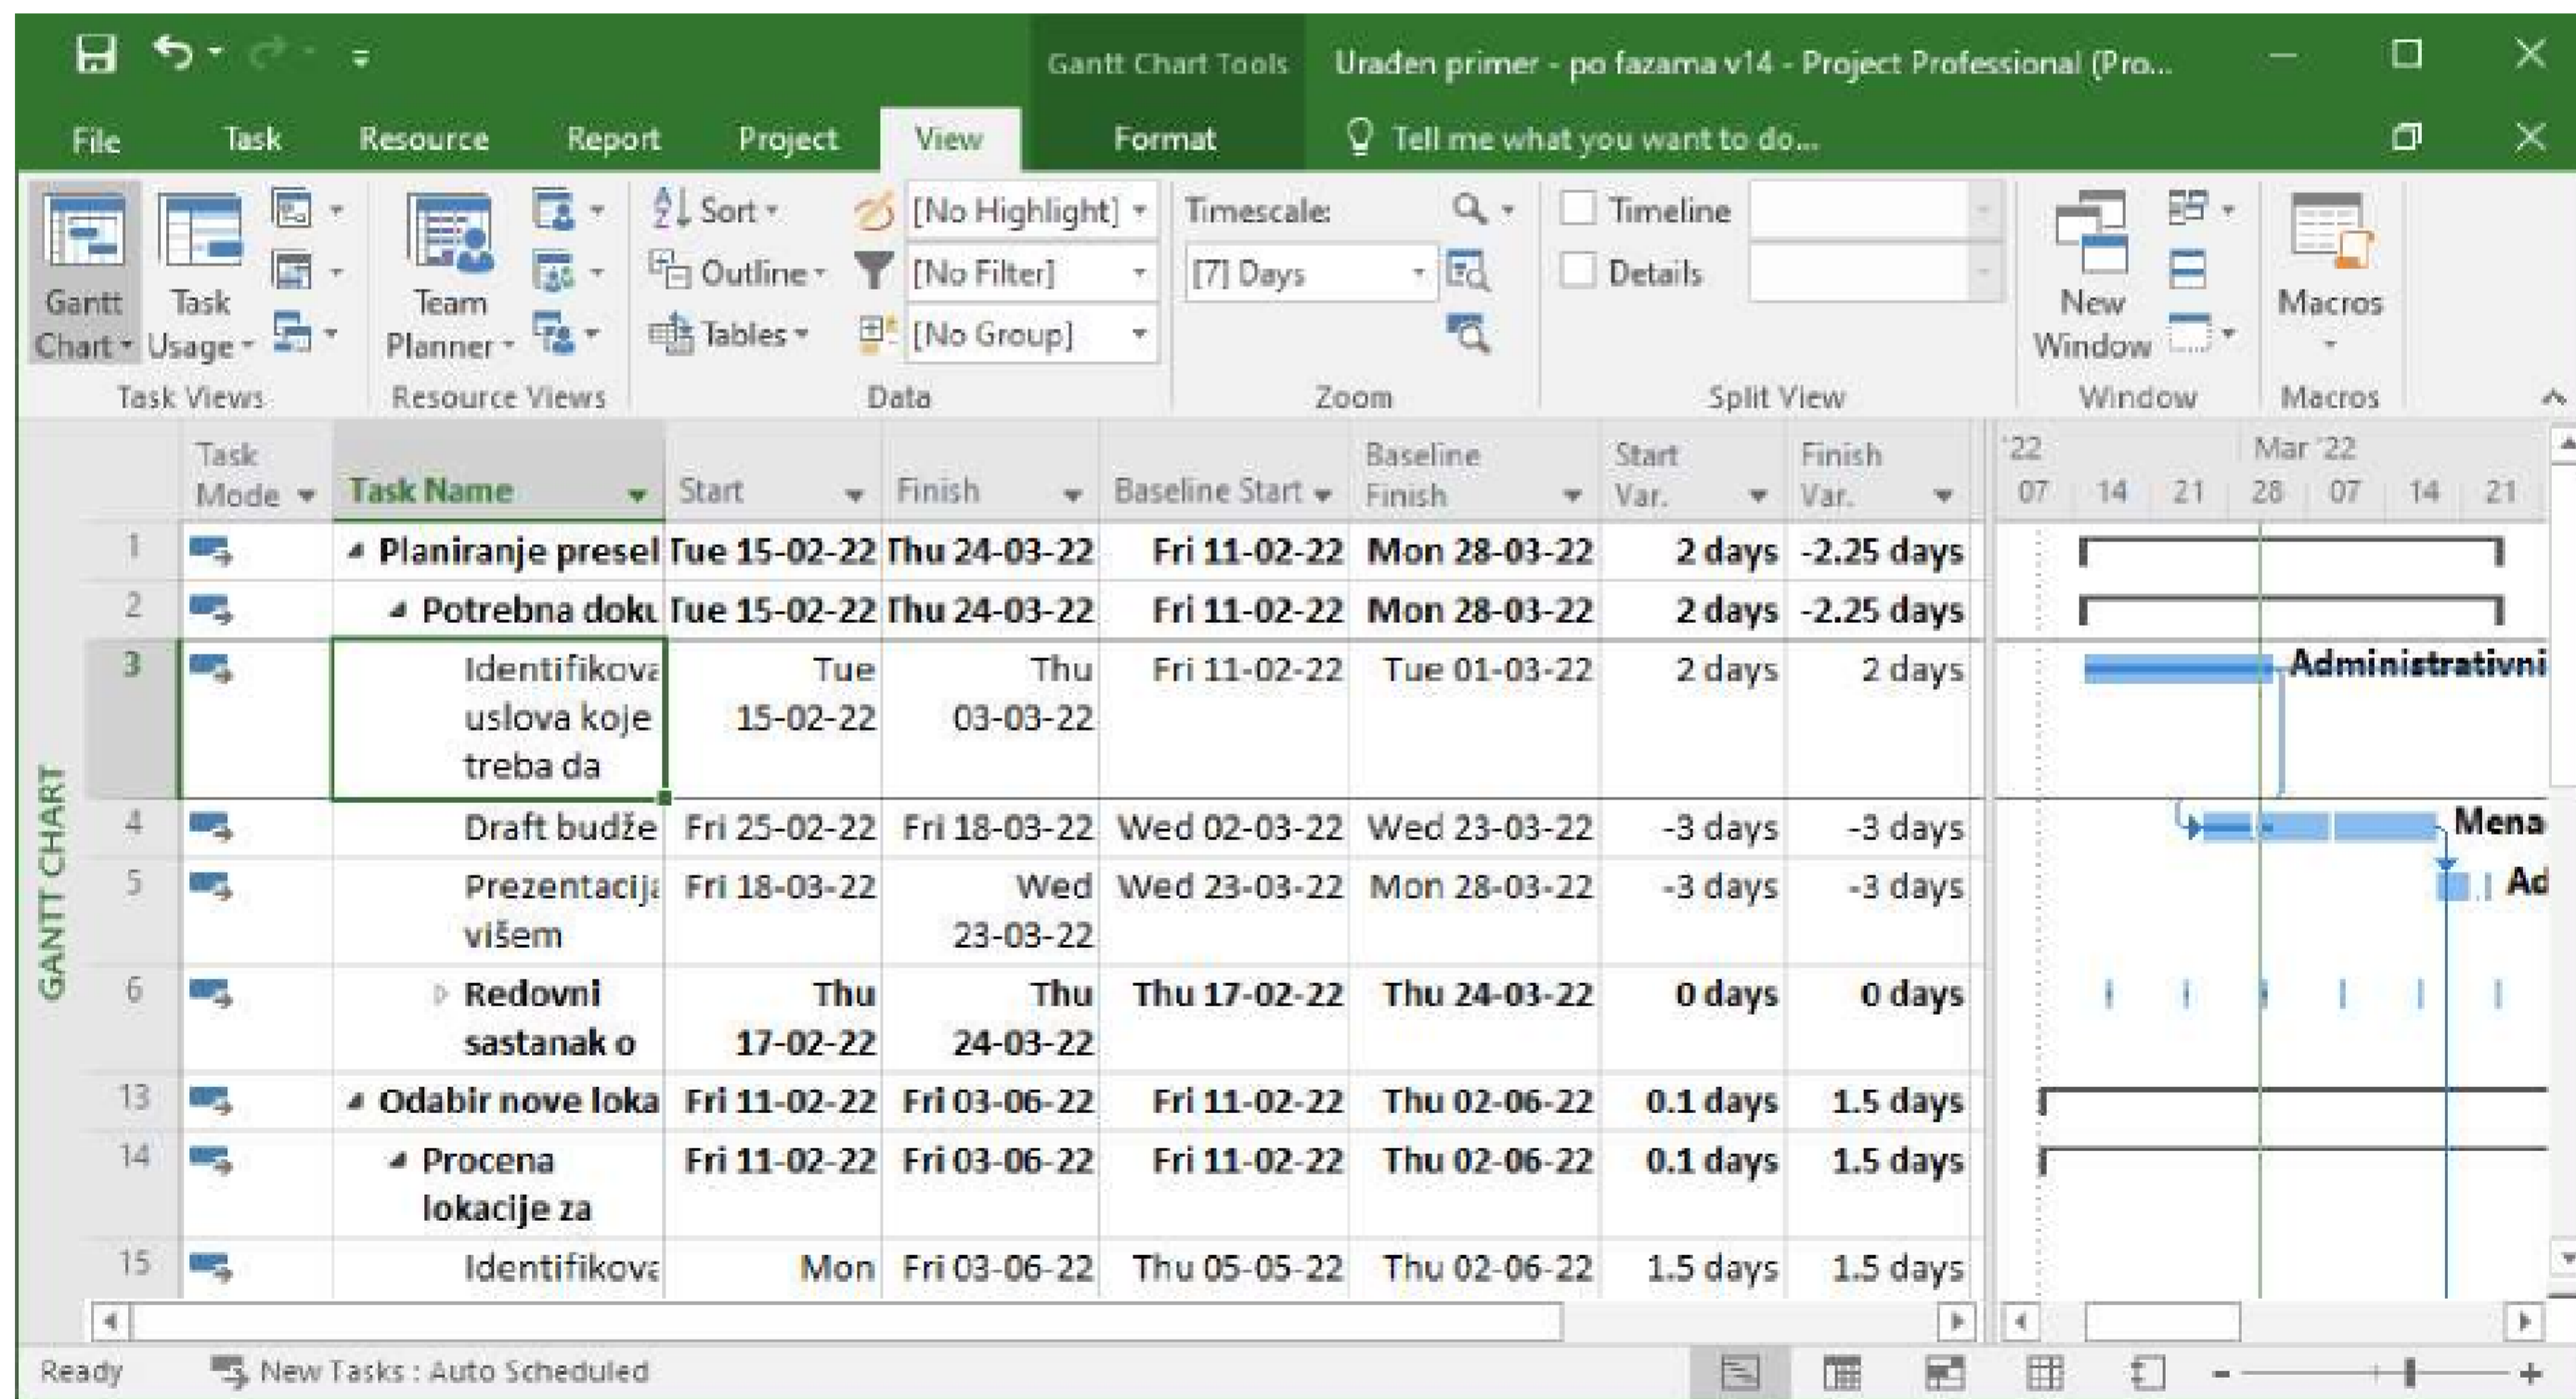 Gantt Chart Tools Urađen primer - po fazama v14 - Project Professional (Pro...
File Task Resource Report Project View Format Tell me what you want to do...
Sort [No Highlight] Timescale: Timeline
Outline [No Filter] [7] Days Details
Gantt Chart Task Usage Team Planner Tables [No Group] New Window Macros
Task Views Resource Views Data Zoom Split View Window Macros
Task Mode Task Name Start Finish Baseline Start Baseline Finish Start Var. Finish Var. '22 Mar '22
07 14 21 28 07 14 21
1 Planiranje presel Tue 15-02-22 Thu 24-03-22 Fri 11-02-22 Mon 28-03-22 2 days -2.25 days
2 Potrebna doku Tue 15-02-22 Thu 24-03-22 Fri 11-02-22 Mon 28-03-22 2 days -2.25 days
3 Identifikova Tue Thu Fri 11-02-22 Tue 01-03-22 2 days 2 days Administrativni
uslova koje 15-02-22 03-03-22
treba da
4 Draft budže Fri 25-02-22 Fri 18-03-22 Wed 02-03-22 Wed 23-03-22 -3 days -3 days Mena
5 Prezentacija Fri 18-03-22 Wed Wed 23-03-22 Mon 28-03-22 -3 days -3 days Ad
višem 23-03-22
6 Redovni Thu Thu Thu 17-02-22 Thu 24-03-22 0 days 0 days
sastanak o 17-02-22 24-03-22
13 Odabir nove loka Fri 11-02-22 Fri 03-06-22 Fri 11-02-22 Thu 02-06-22 0.1 days 1.5 days
14 Procena Fri 11-02-22 Fri 03-06-22 Fri 11-02-22 Thu 02-06-22 0.1 days 1.5 days
lokacije za
15 Identifikova Mon Fri 03-06-22 Thu 05-05-22 Thu 02-06-22 1.5 days 1.5 days
GANTT CHART
Ready New Tasks : Auto Scheduled